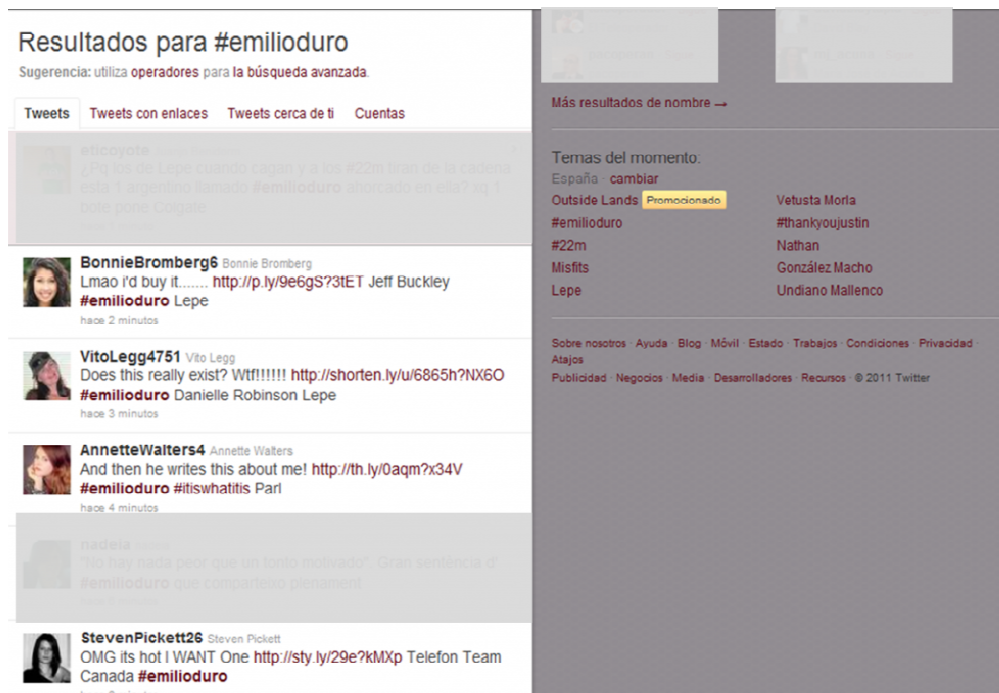 Resultados para #emilioduro
Sugerencia: utiliza operadores para la búsqueda avanzada.
Tweets Tweets con enlaces Tweets cerca de ti Cuentas
eticoyote
¿Pq los de Lepe cuando cagan y a los #22m tiran de la cadena
esta 1 argentino llamado #emilioduro ahorcado en ella? xq 1
bote pone Colgate
BonnieBromberg6 Bonnie Bromberg
Lmao i'd buy it....... http://p.ly/9e6gS?3tET Jeff Buckley
#emilioduro Lepe
hace 2 minutos
VitoLegg4751 Vito Legg
Does this really exist? Wtf!!!!!! http://shorten.ly/u/6865h?NX6O
#emilioduro Danielle Robinson Lepe
hace 3 minutos
AnnetteWalters4 Annette Walters
And then he writes this about me! http://th.ly/0aqm?x34V
#emilioduro #itiswhatitis Parl
hace 4 minutos
nadeia
"No hay nada peor que un tonto motivado". Gran sentència d'
#emilioduro que comparteixo plenament
StevenPickett26 Steven Pickett
OMG its hot I WANT One http://sty.ly/29e?kMXp Telefon Team
Canada #emilioduro
Más resultados de nombre →
Temas del momento:
España · cambiar
Outside Lands Promocionado
#emilioduro
#22m
Misfits
Lepe
Vetusta Morla
#thankyoujustin
Nathan
González Macho
Undiano Mallenco
Sobre nosotros · Ayuda · Blog · Móvil · Estado · Trabajos · Condiciones · Privacidad ·
Atajos
Publicidad · Negocios · Media · Desarrolladores · Recursos · © 2011 Twitter